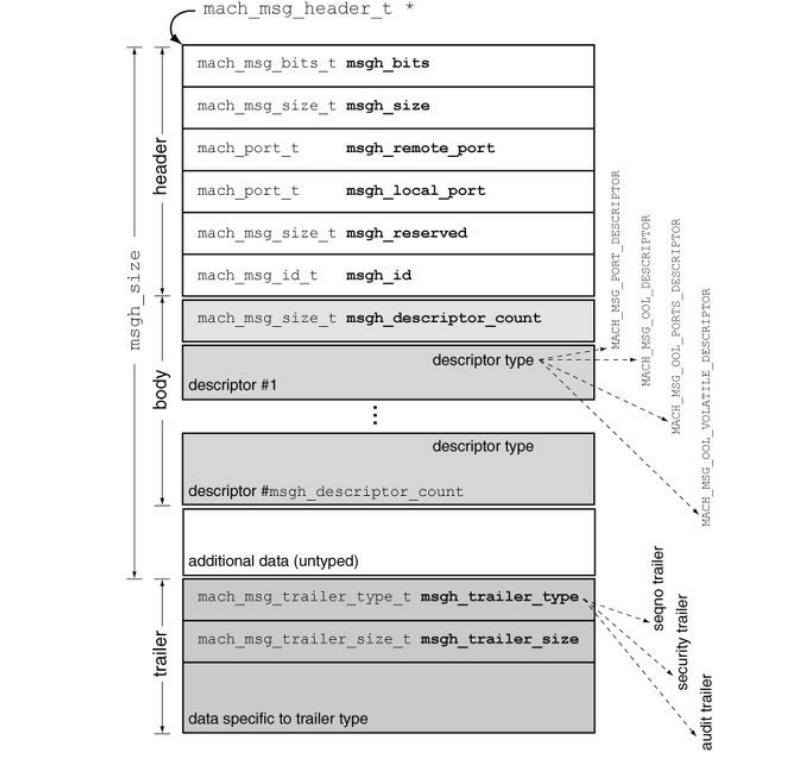 mach_msg_header_t *
mach_msg_bits_t msgh_bits
mach_msg_size_t msgh_size
mach_port_t msgh_remote_port
mach_port_t msgh_local_port
mach_msg_size_t msgh_reserved
mach_msg_id_t msgh_id
mach_msg_size_t msgh_descriptor_count
descriptor type
descriptor #1
descriptor type
descriptor #msgh_descriptor_count
additional data (untyped)
mach_msg_trailer_type_t msgh_trailer_type
mach_msg_trailer_size_t msgh_trailer_size
data specific to trailer type
msgh_size
header
body
trailer
MACH_MSG_PORT_DESCRIPTOR
MACH_MSG_OOL_DESCRIPTOR
MACH_MSG_OOL_PORTS_DESCRIPTOR
MACH_MSG_OOL_VOLATILE_DESCRIPTOR
seqno trailer
security trailer
audit trailer